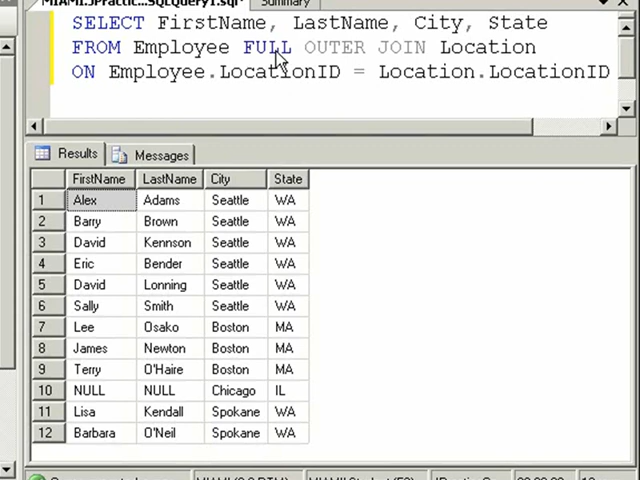 MIAMI.JPractic...SQLQuery1.sql* Summary
SELECT FirstName, LastName, City, State
FROM Employee FULL OUTER JOIN Location
ON Employee.LocationID = Location.LocationID
Results Messages
FirstName LastName City State
1 Alex Adams Seattle WA
2 Barry Brown Seattle WA
3 David Kennson Seattle WA
4 Eric Bender Seattle WA
5 David Lonning Seattle WA
6 Sally Smith Seattle WA
7 Lee Osako Boston MA
8 James Newton Boston MA
9 Terry O'Haire Boston MA
10 NULL NULL Chicago IL
11 Lisa Kendall Spokane WA
12 Barbara O'Neil Spokane WA